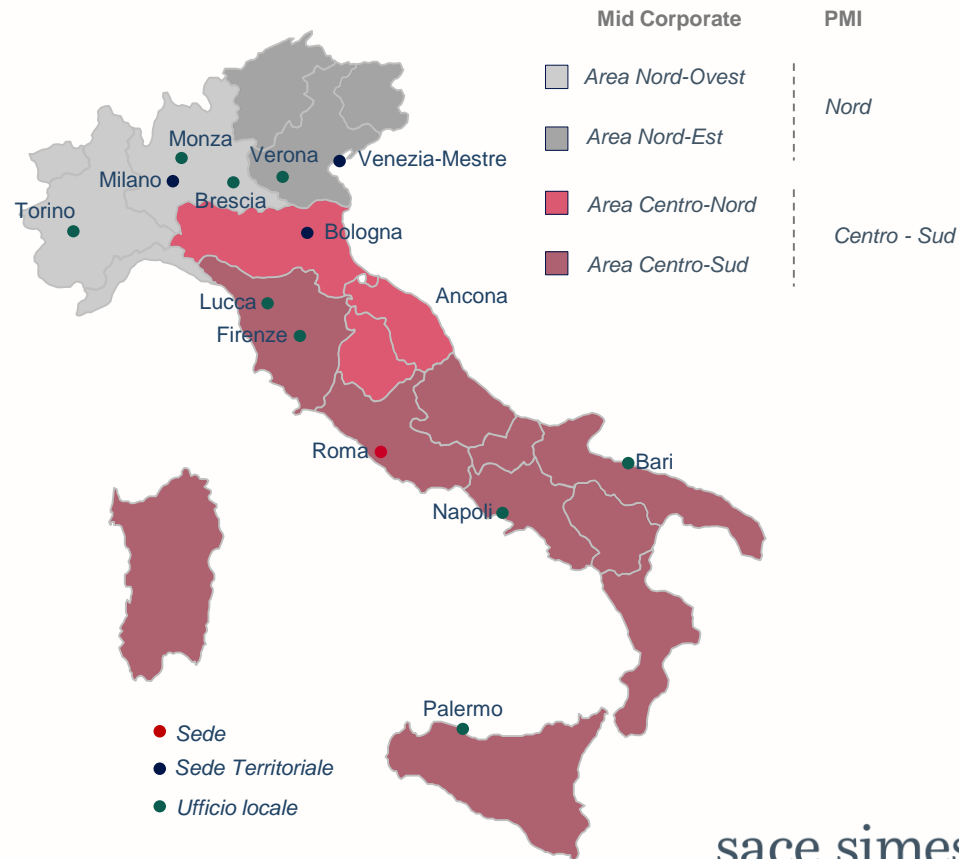 Mid Corporate PMI
Area Nord-Ovest
Nord
Area Nord-Est
Area Centro-Nord
Centro - Sud
Area Centro-Sud
Monza
Verona
Venezia-Mestre
Milano
Brescia
Torino
Bologna
Ancona
Lucca
Firenze
Roma
Bari
Napoli
Palermo
Sede
Sede Territoriale
Ufficio locale
sace simes